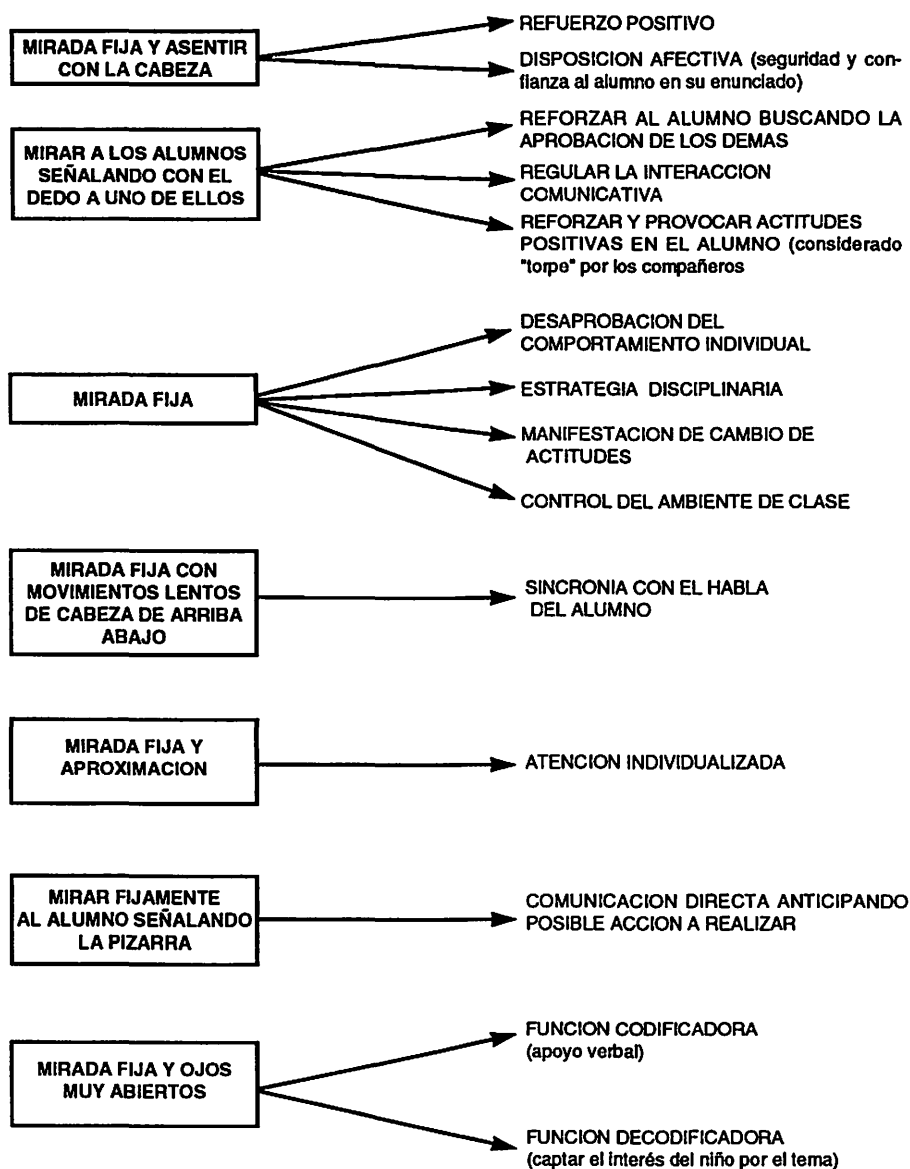 MIRADA FIJA Y ASENTIR
CON LA CABEZA
REFUERZO POSITIVO
DISPOSICION AFECTIVA (seguridad y con-
fianza al alumno en su enunciado)
MIRAR A LOS ALUMNOS
SEÑALANDO CON EL
DEDO A UNO DE ELLOS
REFORZAR AL ALUMNO BUSCANDO LA
APROBACION DE LOS DEMAS
REGULAR LA INTERACCION
COMUNICATIVA
REFORZAR Y PROVOCAR ACTITUDES
POSITIVAS EN EL ALUMNO (considerado
"torpe" por los compañeros
MIRADA FIJA
DESAPROBACION DEL
COMPORTAMIENTO INDIVIDUAL
ESTRATEGIA DISCIPLINARIA
MANIFESTACION DE CAMBIO DE
ACTITUDES
CONTROL DEL AMBIENTE DE CLASE
MIRADA FIJA CON
MOVIMIENTOS LENTOS
DE CABEZA DE ARRIBA
ABAJO
SINCRONIA CON EL HABLA
DEL ALUMNO
MIRADA FIJA Y
APROXIMACION
ATENCION INDIVIDUALIZADA
MIRAR FIJAMENTE
AL ALUMNO SEÑALANDO
LA PIZARRA
COMUNICACION DIRECTA ANTICIPANDO
POSIBLE ACCION A REALIZAR
MIRADA FIJA Y OJOS
MUY ABIERTOS
FUNCION CODIFICADORA
(apoyo verbal)
FUNCION DECODIFICADORA
(captar el interés del niño por el tema)